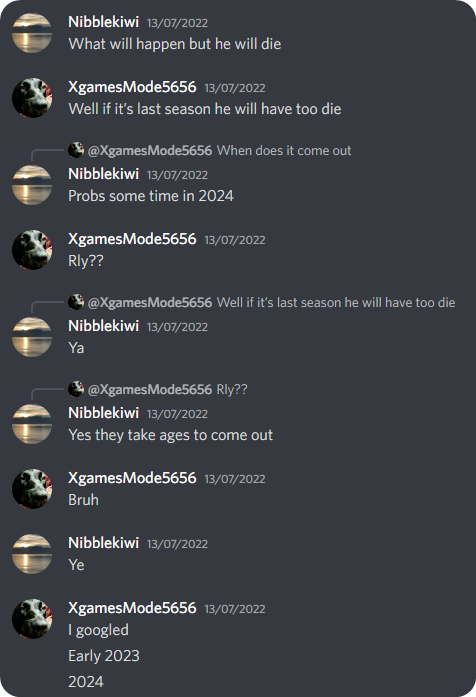 Nibblekiwi 13/07/2022
What will happen but he will die
XgamesMode5656 13/07/2022
Well if it's last season he will have too die
@XgamesMode5656 When does it come out
Nibblekiwi 13/07/2022
Probs some time in 2024
XgamesMode5656 13/07/2022
Rly??
@XgamesMode5656 Well if it's last season he will have too die
Nibblekiwi 13/07/2022
Ya
@XgamesMode5656 Rly??
Nibblekiwi 13/07/2022
Yes they take ages to come out
XgamesMode5656 13/07/2022
Bruh
Nibblekiwi 13/07/2022
Ye
XgamesMode5656 13/07/2022
I googled
Early 2023
2024